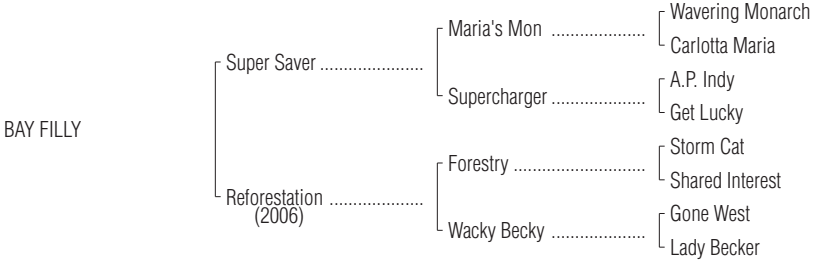 Wavering Monarch
Maria's Mon ....................
Carlotta Maria
Super Saver ......................
A.P. Indy
Supercharger ....................
Get Lucky
BAY FILLY
Storm Cat
Forestry ............................
Shared Interest
Reforestation ....................
(2006)
Gone West
Wacky Becky ....................
Lady Becker